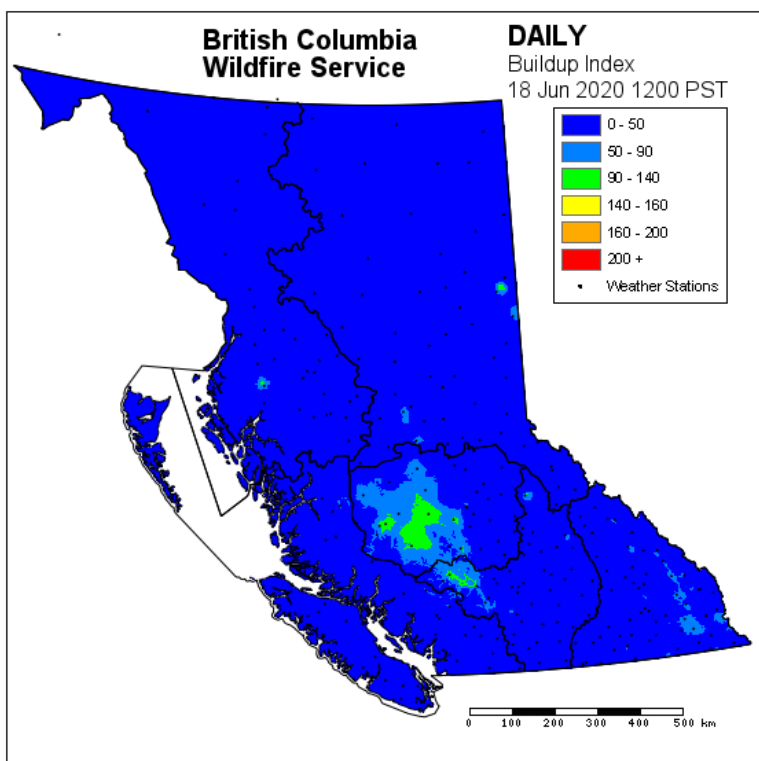 British Columbia
Wildfire Service
DAILY
Buildup Index
18 Jun 2020 1200 PST
0 - 50
50 - 90
90 - 140
140 - 160
160 - 200
200 +
Weather Stations
0 100 200 300 400 500 km